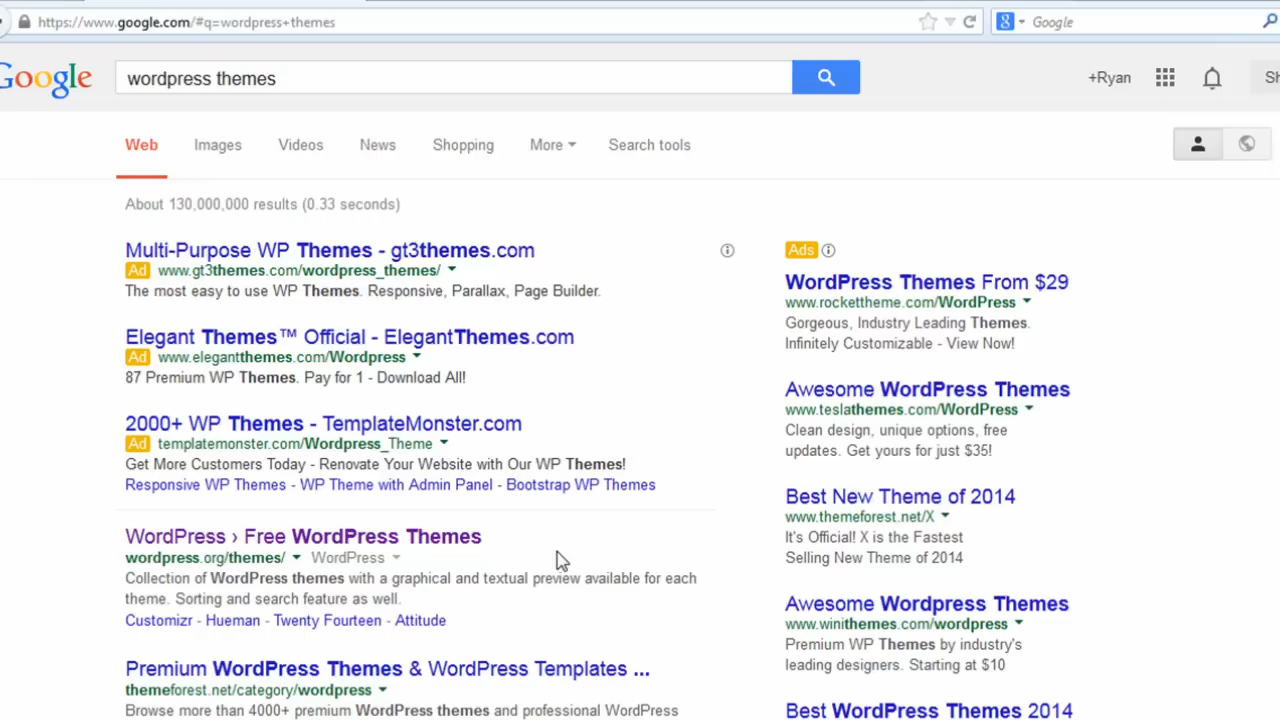 https://www.google.com/#q=wordpress+themes
Google
Google
wordpress themes
+Ryan
Sh
Web
Images
Videos
News
Shopping
More
Search tools
About 130,000,000 results (0.33 seconds)
Multi-Purpose WP Themes - gt3themes.com
Ad www.gt3themes.com/wordpress_themes/
The most easy to use WP Themes. Responsive, Parallax, Page Builder.
Elegant Themes™ Official - ElegantThemes.com
Ad www.elegantthemes.com/Wordpress
87 Premium WP Themes. Pay for 1 - Download All!
2000+ WP Themes - TemplateMonster.com
Ad templatemonster.com/Wordpress_Theme
Get More Customers Today - Renovate Your Website with Our WP Themes!
Responsive WP Themes - WP Theme with Admin Panel - Bootstrap WP Themes
WordPress › Free WordPress Themes
wordpress.org/themes/ WordPress
Collection of WordPress themes with a graphical and textual preview available for each
theme. Sorting and search feature as well.
Customizr - Hueman - Twenty Fourteen - Attitude
Premium WordPress Themes & WordPress Templates ...
themeforest.net/category/wordpress
Browse more than 4000+ premium WordPress themes and professional WordPress
Ads
WordPress Themes From $29
www.rockettheme.com/WordPress
Gorgeous, Industry Leading Themes.
Infinitely Customizable - View Now!
Awesome WordPress Themes
www.teslathemes.com/WordPress
Clean design, unique options, free
updates. Get yours for just $35!
Best New Theme of 2014
www.themeforest.net/X
It's Official! X is the Fastest
Selling New Theme of 2014
Awesome Wordpress Themes
www.winithemes.com/wordpress
Premium WP Themes by industry's
leading designers. Starting at $10
Best WordPress Themes 2014